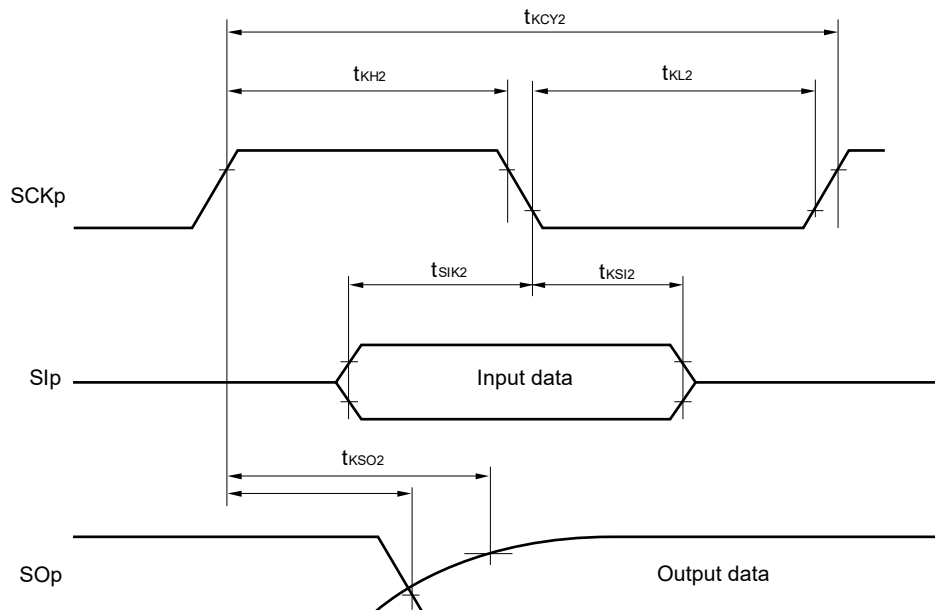 tKCY2
tKH2
tKL2
SCKp
tSIK2
tKSI2
SIp
Input data
tKSO2
SOp
Output data